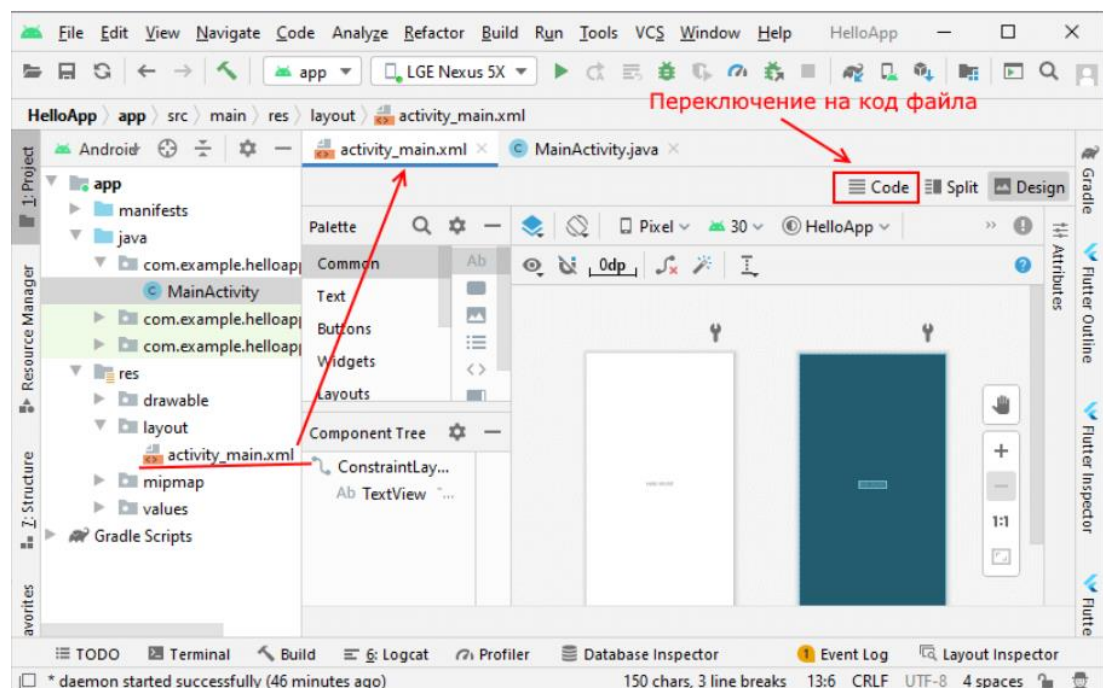 File Edit View Navigate Code Analyze Refactor Build Run Tools VCS Window Help HelloApp
app LGE Nexus 5X
Переключение на код файла
HelloApp app src main res layout activity_main.xml
Android
activity_main.xml MainActivity.java
Code Split Design
app
manifests
java
com.example.helloapp
MainActivity
com.example.helloapp
com.example.helloapp
res
drawable
layout
activity_main.xml
mipmap
values
Gradle Scripts
Palette
Pixel 30 HelloApp
Common Ab
Text
Buttons
Widgets
Layouts
0dp
Component Tree
ConstraintLay...
Ab TextView "...
1:1
1: Project
Resource Manager
7: Structure
avorites
Gradle
Attributes
Flutter Outline
Flutter Inspector
Flutte
TODO Terminal Build 6: Logcat Profiler Database Inspector 1 Event Log Layout Inspector
* daemon started successfully (46 minutes ago) 150 chars, 3 line breaks 13:6 CRLF UTF-8 4 spaces